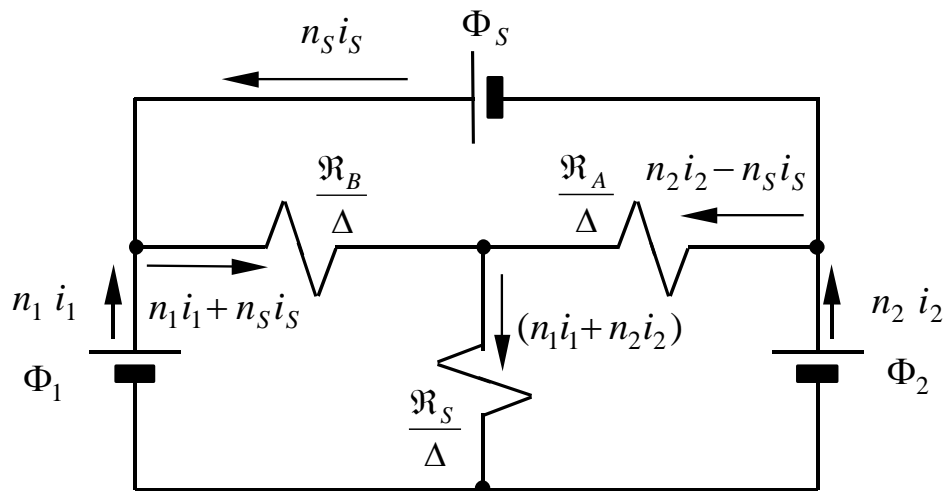 n_S i_S
Φ_S
ℜ_B/Δ
ℜ_A/Δ
n_2 i_2 − n_S i_S
n_1 i_1
n_1 i_1 + n_S i_S
(n_1 i_1 + n_2 i_2)
n_2 i_2
Φ_1
Φ_2
ℜ_S/Δ